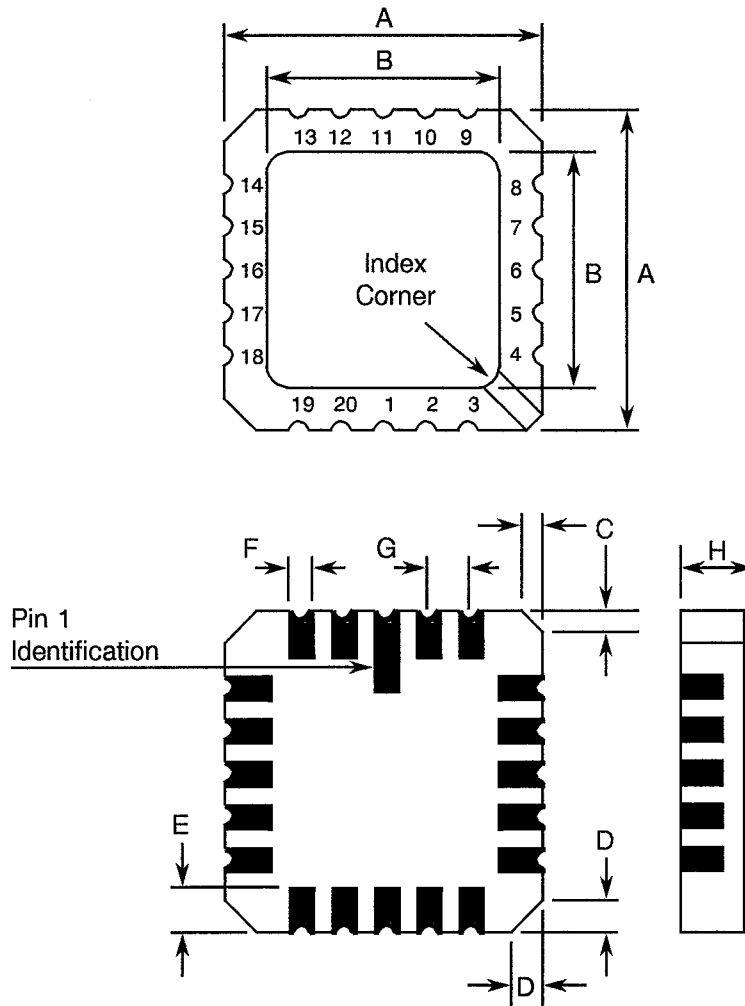 A
B
13 12 11 10 9
14 8
15 7
16 6
17 5
18 4
Index
Corner
B A
19 20 1 2 3
C
F G H
Pin 1
Identification
E
D
D